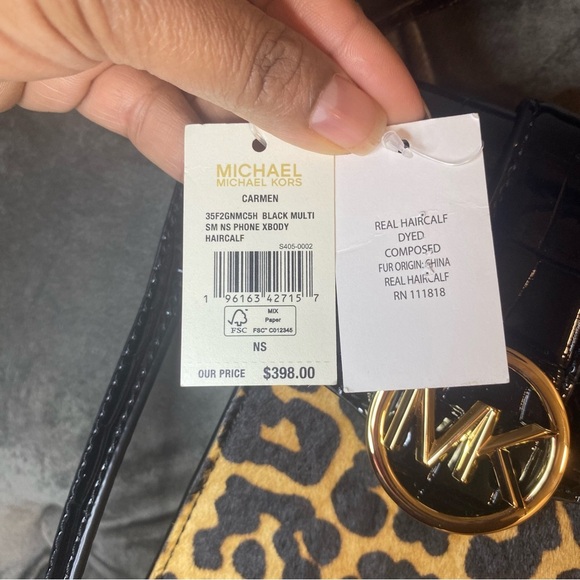 MICHAEL
MICHAEL KORS
CARMEN
35F2GNMC5H BLACK MULTI
SM NS PHONE XBODY
HAIRCALF
S405-0002
1 96163 42715 7
FSC
MIX
Paper
FSC® C012345
NS
OUR PRICE $398.00
REAL HAIRCALF
DYED
COMPOSED
FUR ORIGIN: CHINA
REAL HAIRCALF
RN 111818
MK